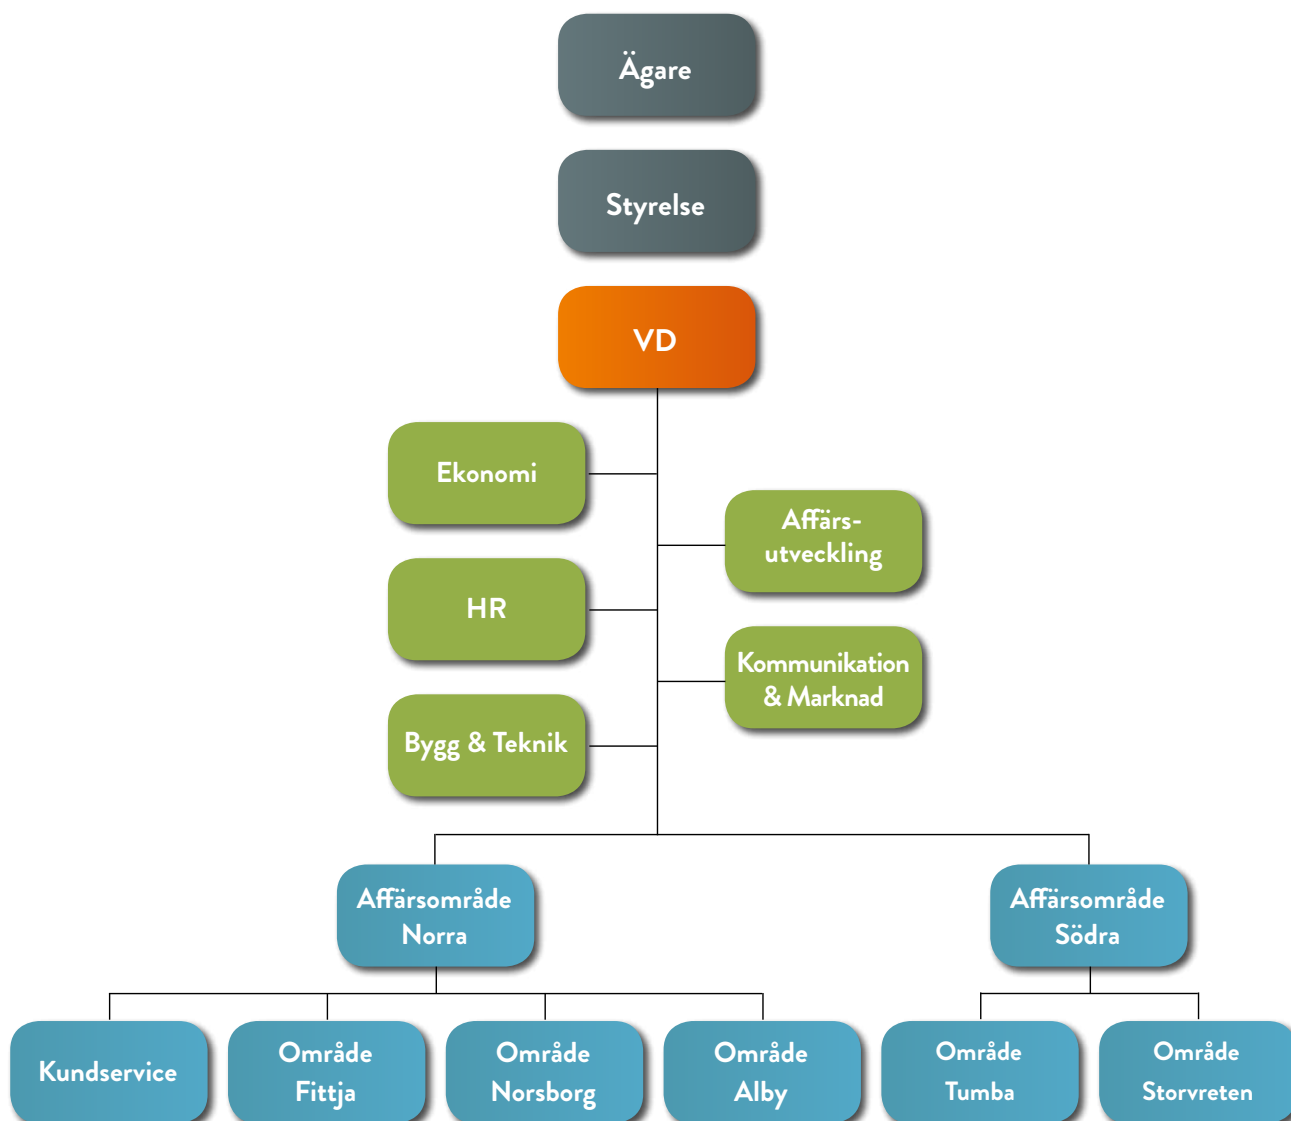 Ägare
Styrelse
VD
Ekonomi
Affärs-
utveckling
HR
Kommunikation
& Marknad
Bygg & Teknik
Affärsområde
Norra
Affärsområde
Södra
Kundservice
Område
Fittja
Område
Norsborg
Område
Alby
Område
Tumba
Område
Storvreten